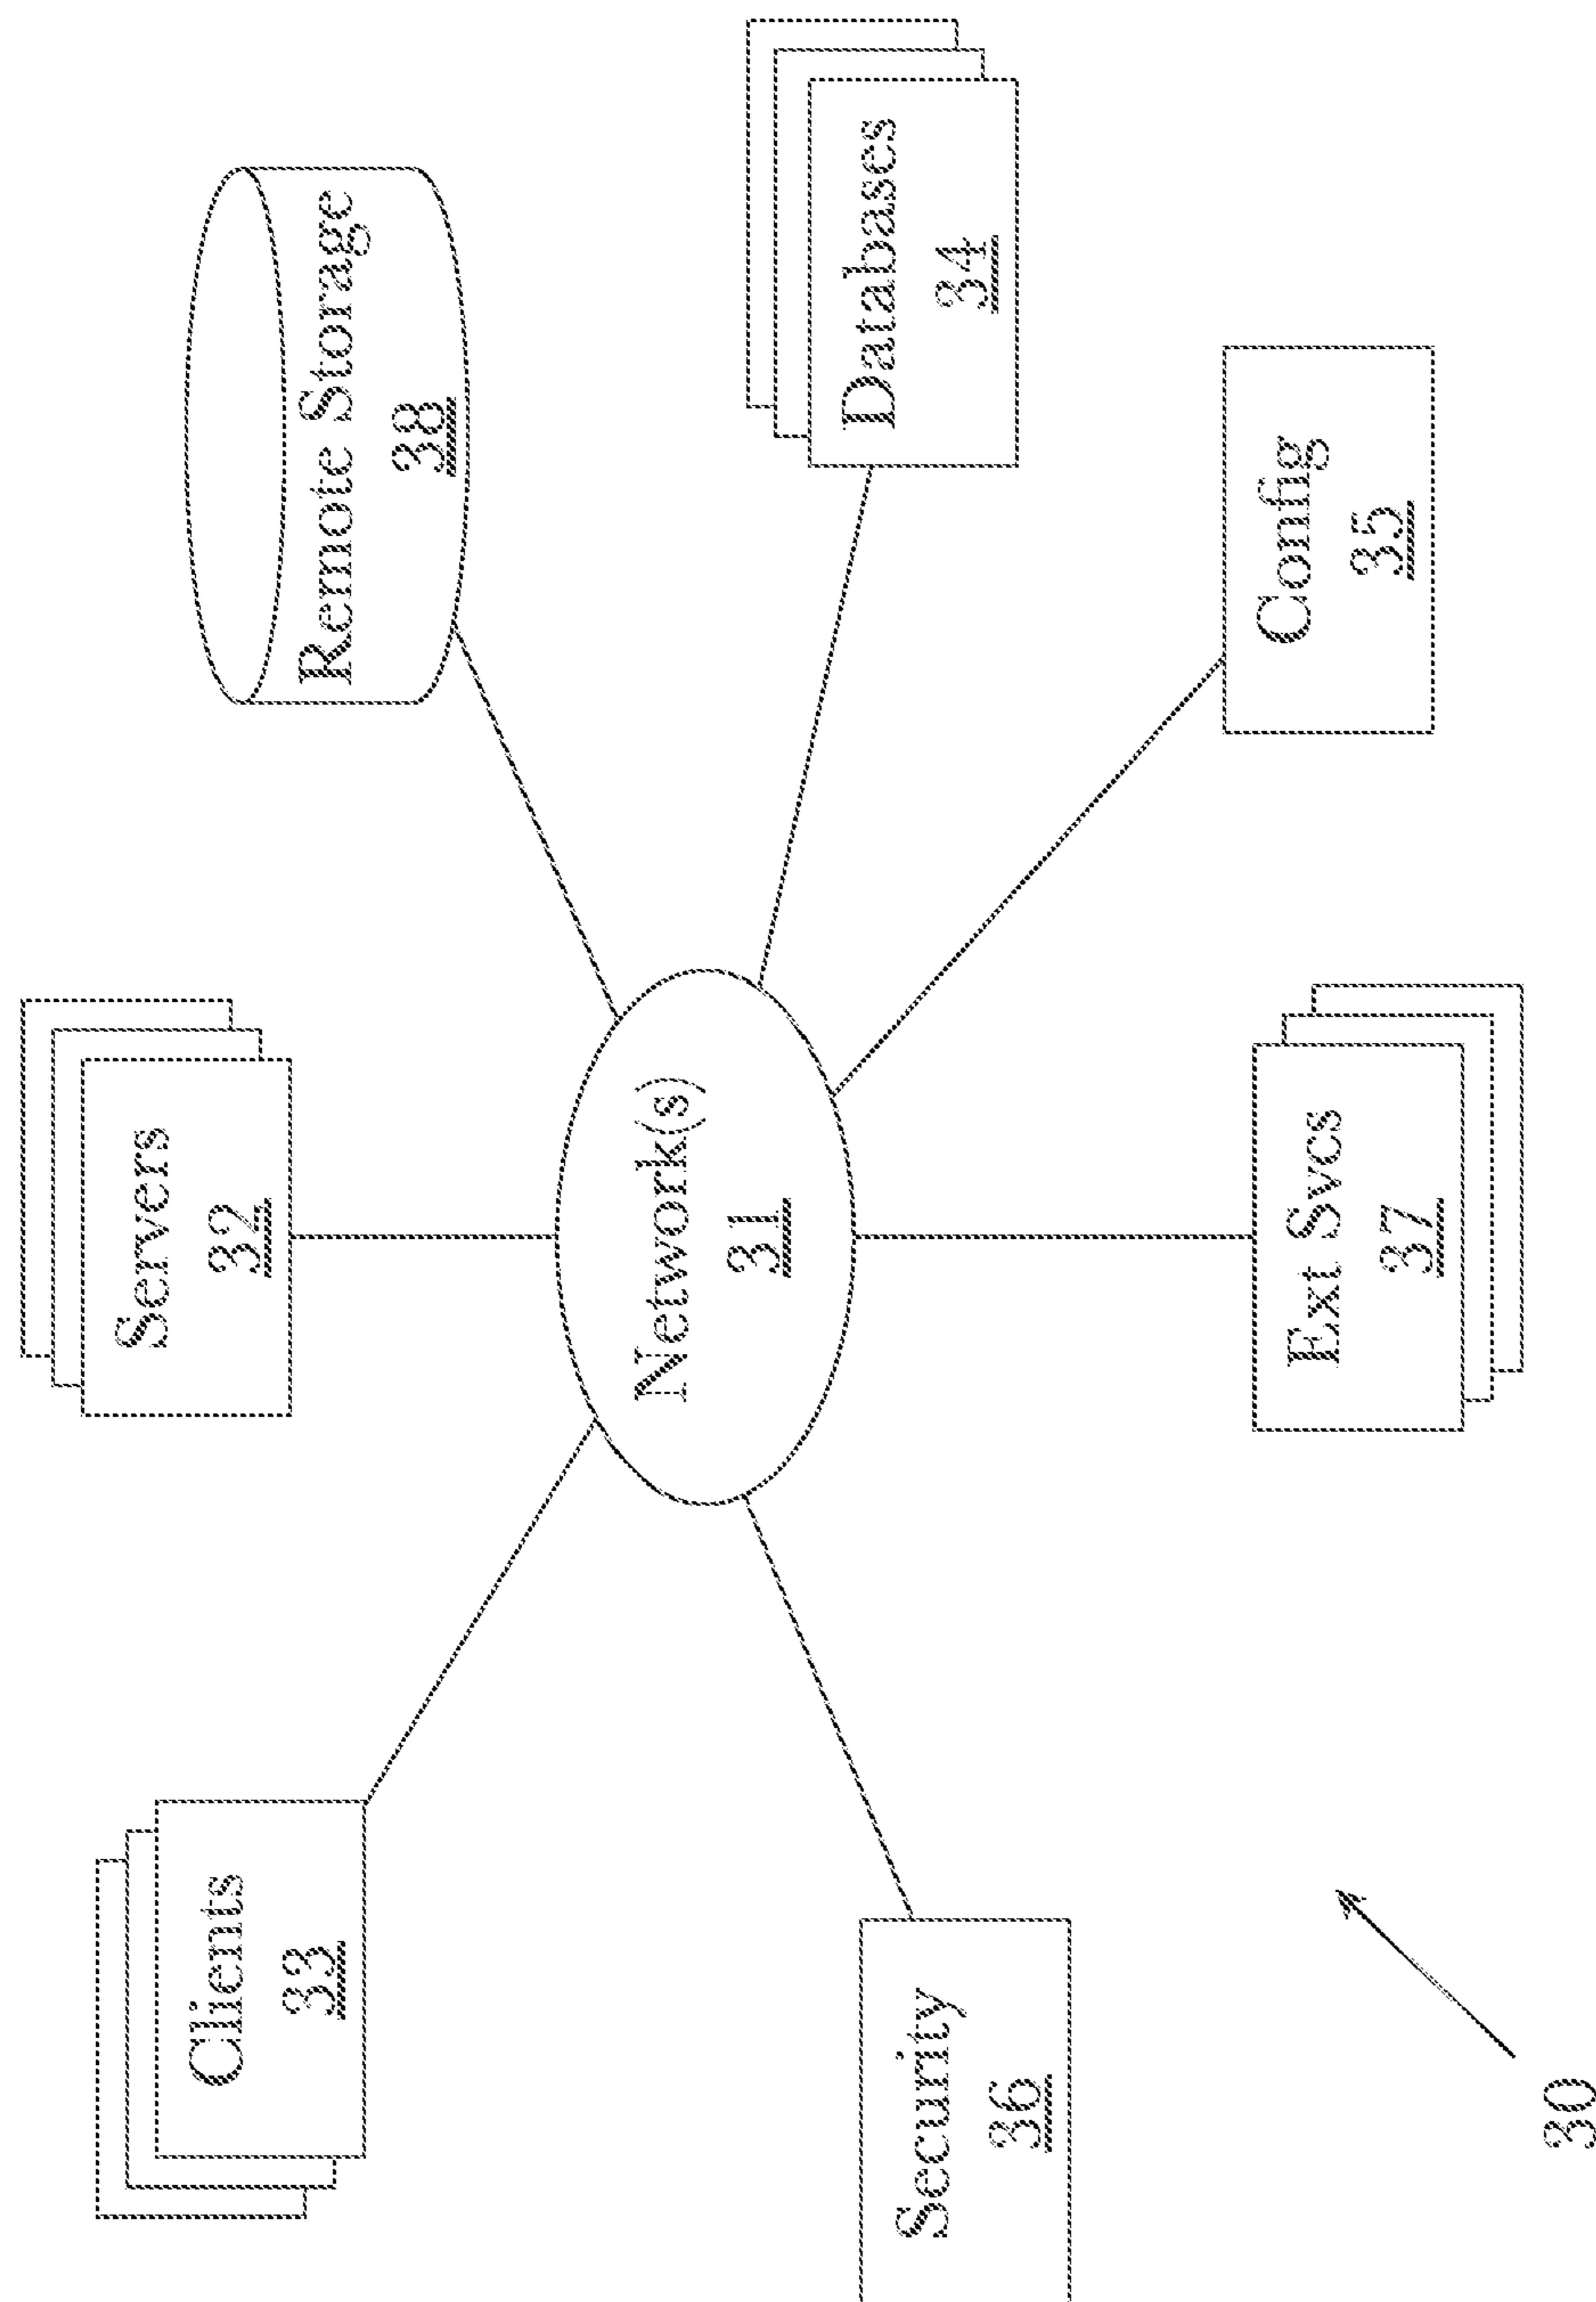 Clients
33
Servers
32
Remote Storage
38
Network(s)
31
Databases
34
Security
36
Ext Svcs
37
Config
35
30